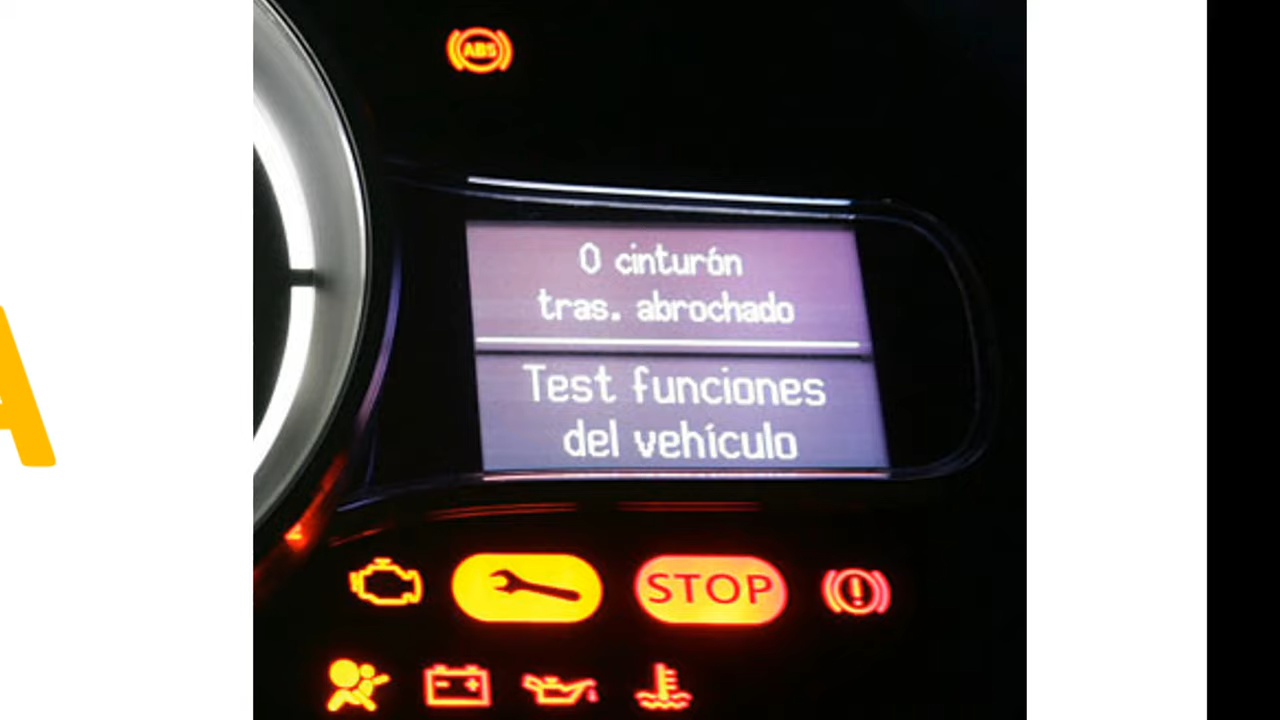 ABS
0 cinturón
tras. abrochado
Test funciones
del vehículo
STOP
A